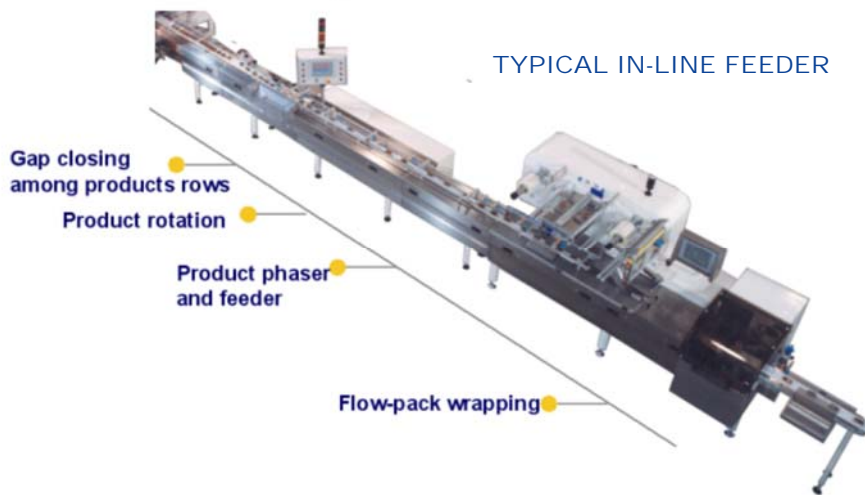 TYPICAL IN-LINE FEEDER
Gap closing
among products rows
Product rotation
Product phaser
and feeder
Flow-pack wrapping